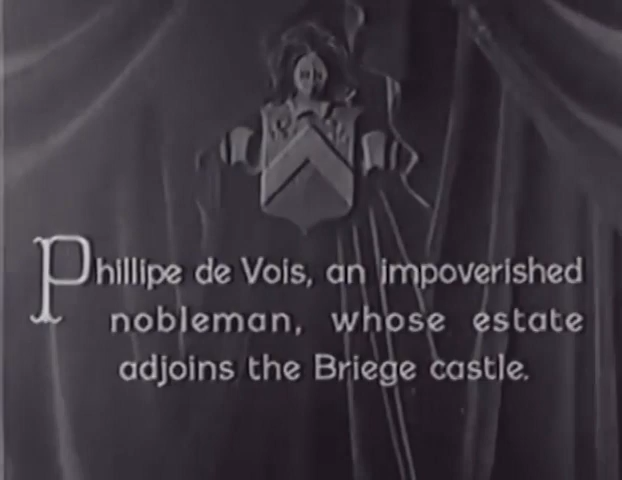 Phillipe de Vois, an impoverished
nobleman, whose estate
adjoins the Briege castle.